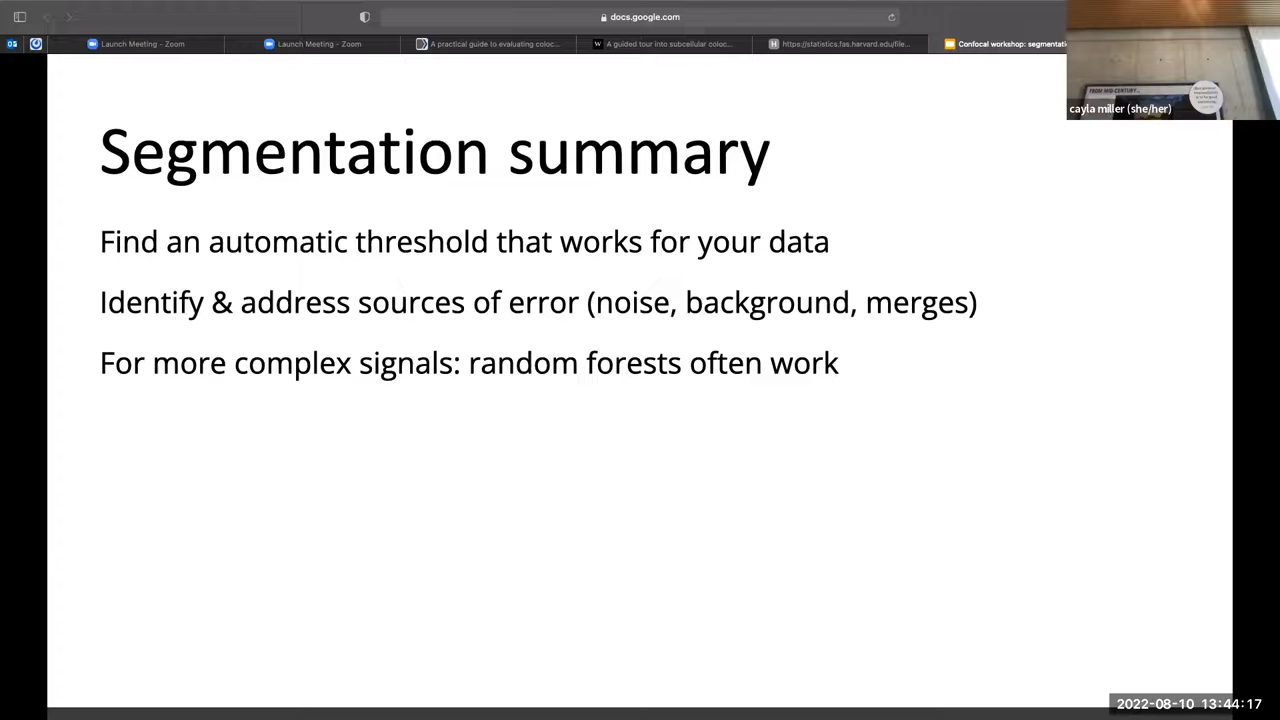 docs.google.com
Launch Meeting - Zoom
Launch Meeting - Zoom
A practical guide to evaluating coloc...
A guided tour into subcellular coloc...
https://statistics.fas.harvard.edu/file...
Confocal workshop: segmentati
FROM MID-CENTURY...
cayla miller (she/her)
Segmentation summary
Find an automatic threshold that works for your data
Identify & address sources of error (noise, background, merges)
For more complex signals: random forests often work
2022-08-10 13:44:17